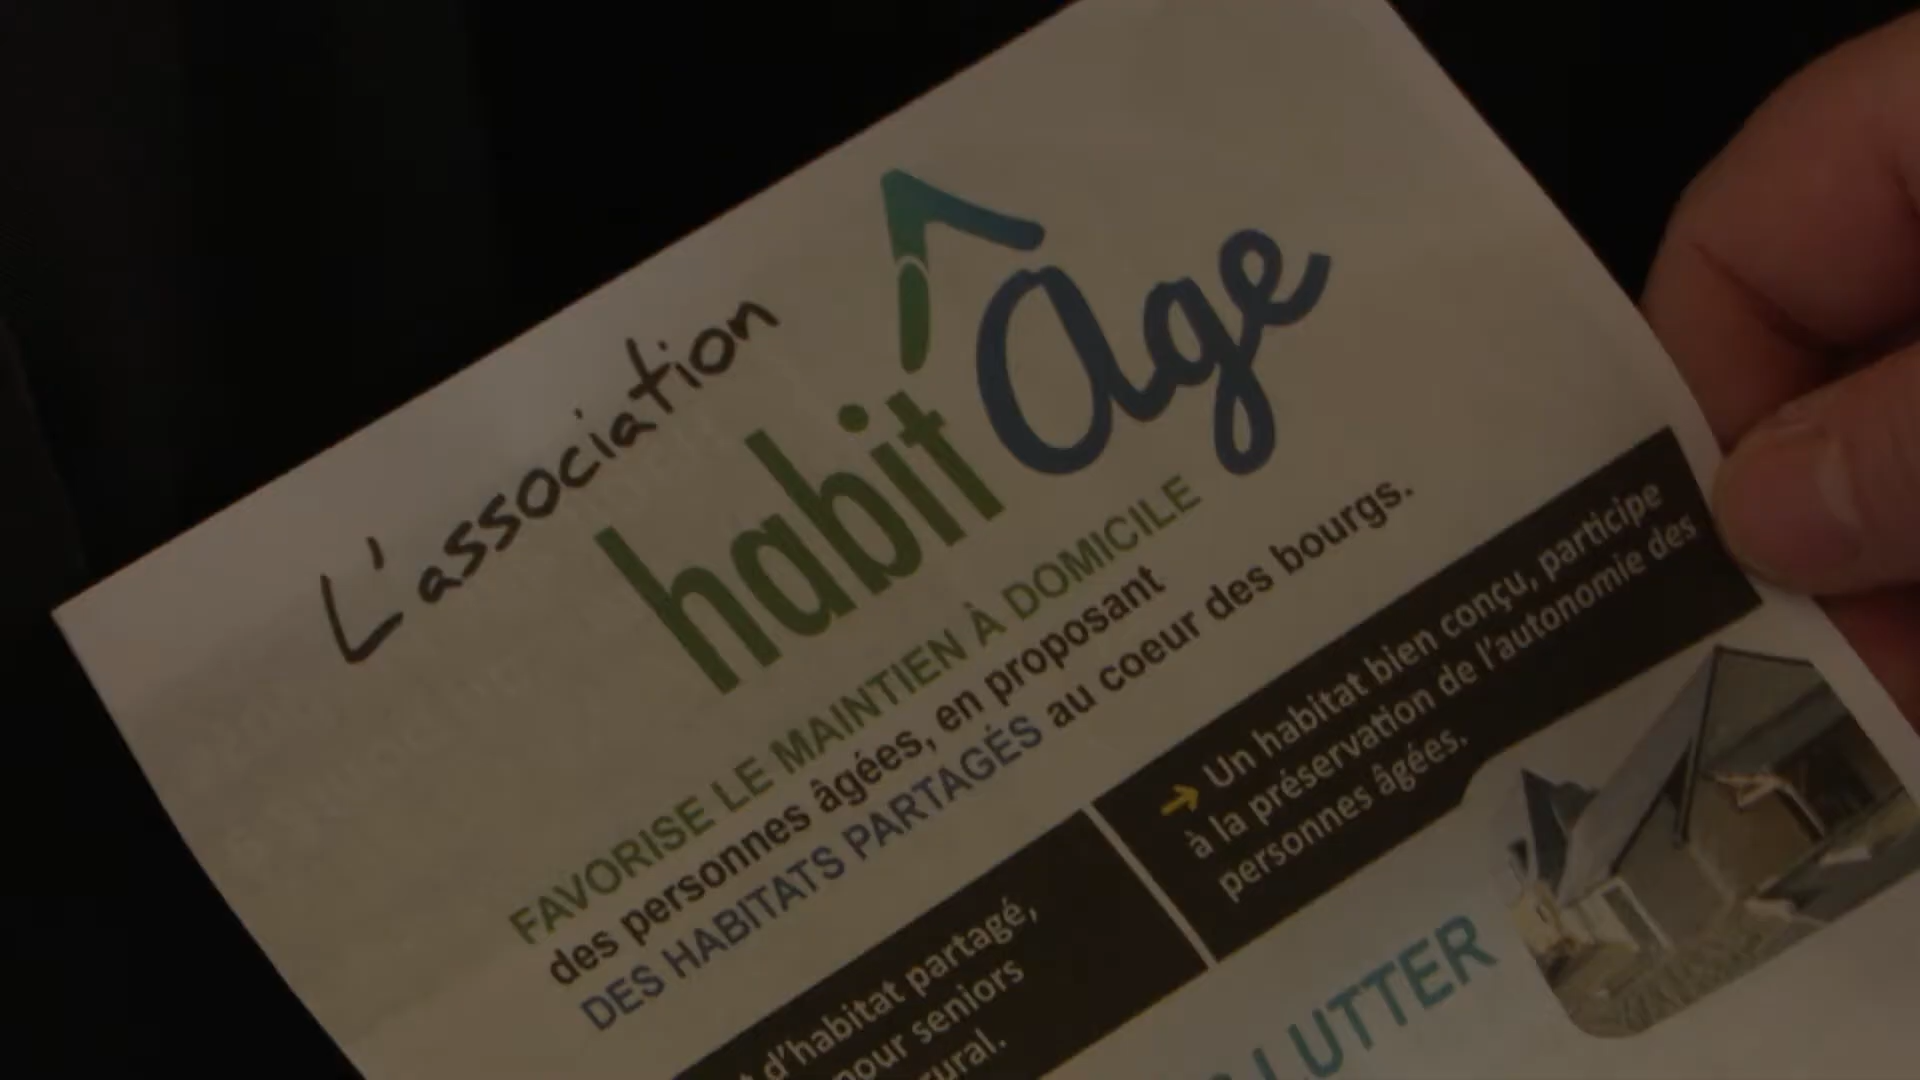 L'association
habitÂge
FAVORISE LE MAINTIEN À DOMICILE
des personnes âgées, en proposant
DES HABITATS PARTAGÉS au coeur des bourgs.
→ Un habitat bien conçu, participe
à la préservation de l'autonomie des
personnes âgées.
d'habitat partagé,
pour seniors
rural.
LUTTER